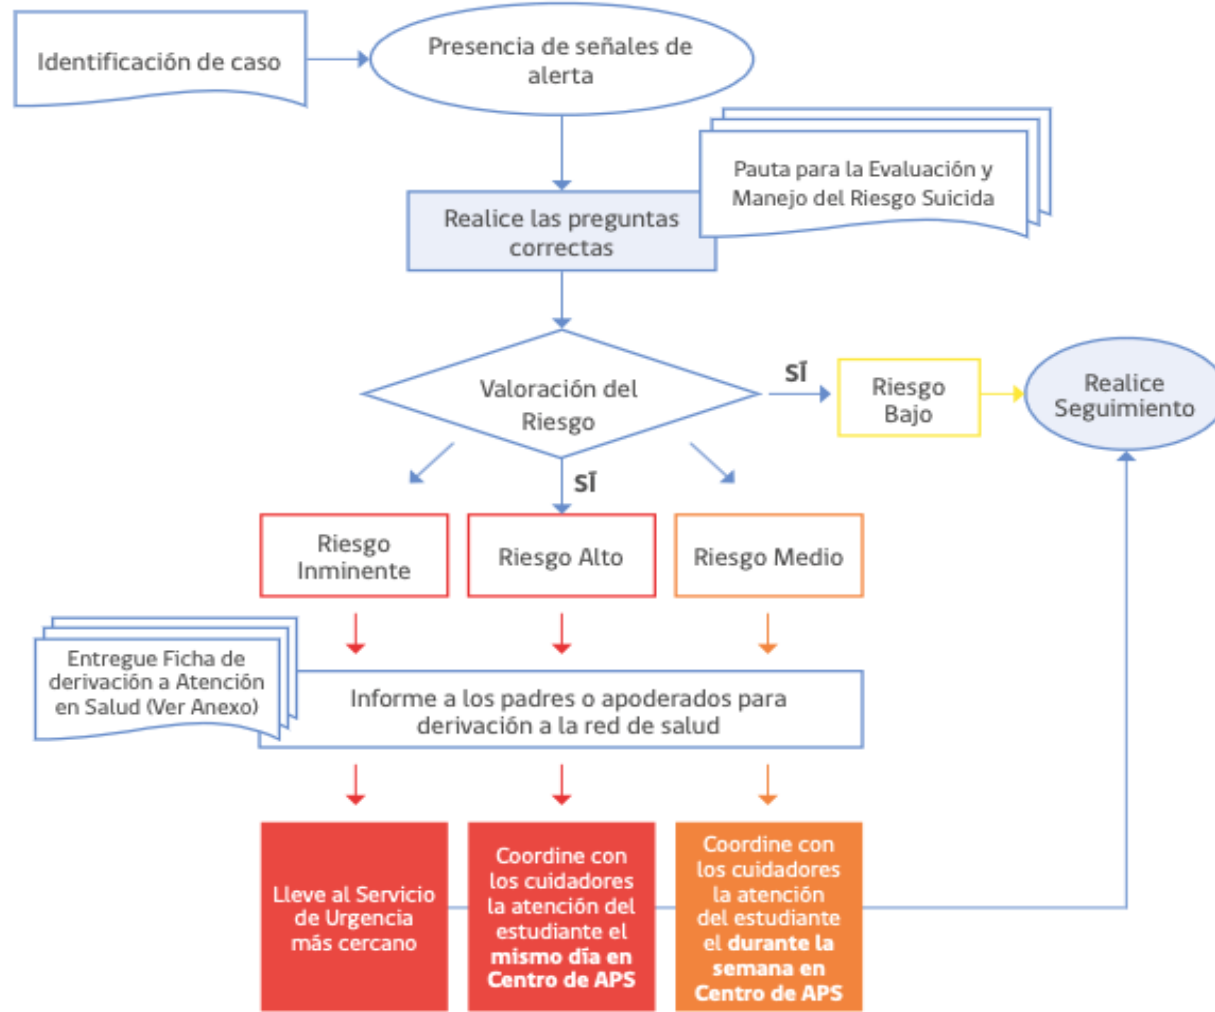 Identificación de caso
Presencia de señales de
alerta
Pauta para la Evaluación y
Manejo del Riesgo Suicida
Realice las preguntas
correctas
Valoración del
Riesgo
SÍ
Riesgo
Bajo
Realice
Seguimiento
SÍ
Riesgo
Inminente
Riesgo Alto
Riesgo Medio
Entregue Ficha de
derivación a Atención
en Salud (Ver Anexo)
Informe a los padres o apoderados para
derivación a la red de salud
Lleve al Servicio
de Urgencia
más cercano
Coordine con
los cuidadores
la atención del
estudiante el
mismo día en
Centro de APS
Coordine con
los cuidadores
la atención
del estudiante
el durante la
semana en
Centro de APS